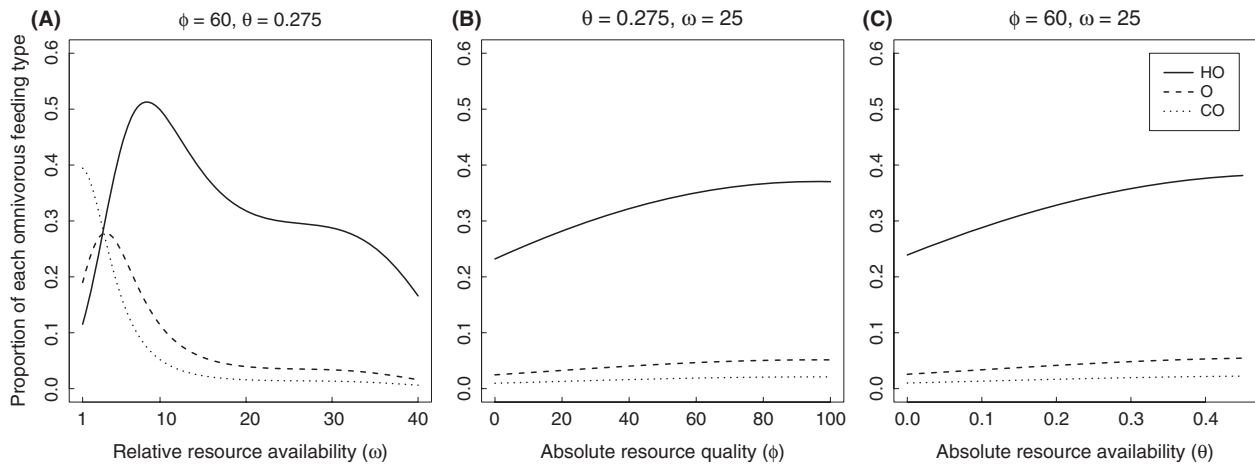 (A)
ϕ = 60, θ = 0.275
Proportion of each omnivorous feeding type
0.6
0.5
0.4
0.3
0.2
0.1
0.0
1 10 20 30 40
Relative resource availability (ω)
(B)
θ = 0.275, ω = 25
0.6
0.5
0.4
0.3
0.2
0.1
0.0
0 20 40 60 80 100
Absolute resource quality (ϕ)
(C)
ϕ = 60, ω = 25
HO
O
CO
0.6
0.5
0.4
0.3
0.2
0.1
0.0
0.0 0.1 0.2 0.3 0.4
Absolute resource availability (θ)